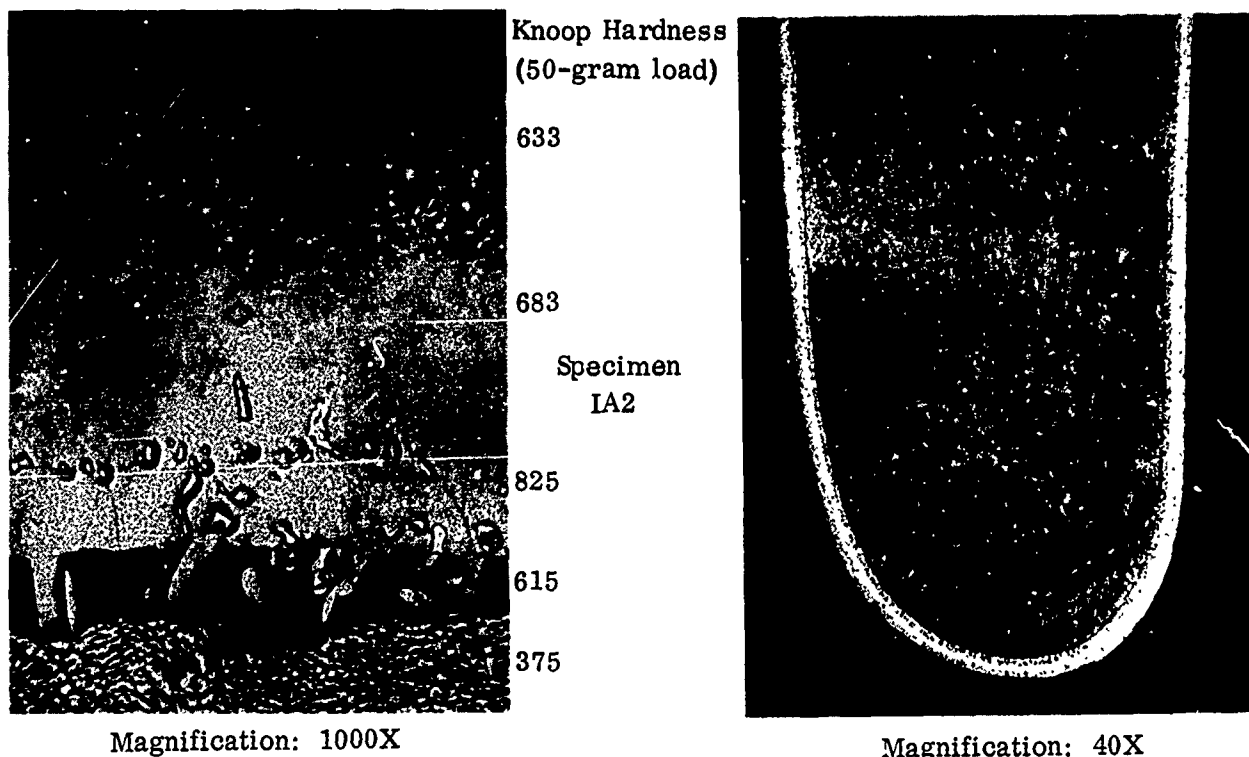 Knoop Hardness
(50-gram load)
633
683
Specimen
IA2
825
615
375
Magnification: 1000X
Magnification: 40X